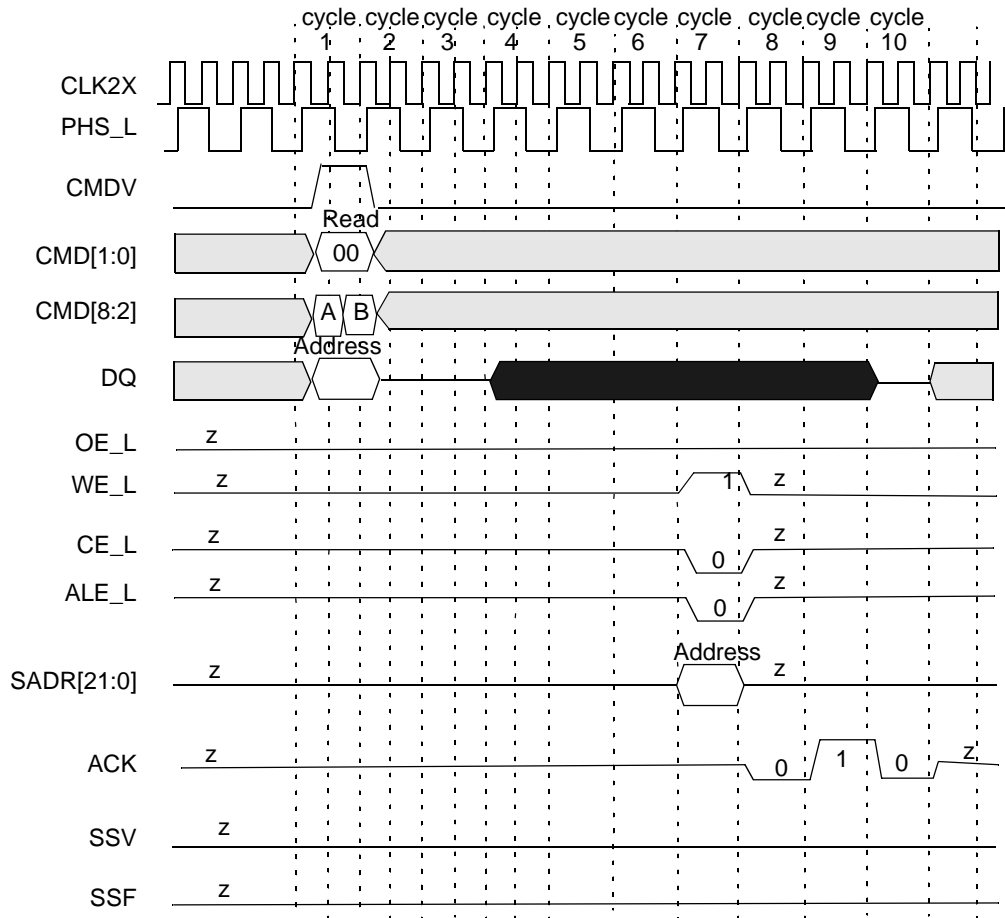 cycle cycle cycle cycle cycle cycle cycle cycle cycle cycle
1 2 3 4 5 6 7 8 9 10
CLK2X
PHS_L
CMDV
Read
CMD[1:0] 00
CMD[8:2] A B
Address
DQ
OE_L z
WE_L z 1 z
CE_L z 0 z
ALE_L z 0 z
Address
SADR[21:0] z z
ACK z 0 1 0 z
SSV z
SSF z